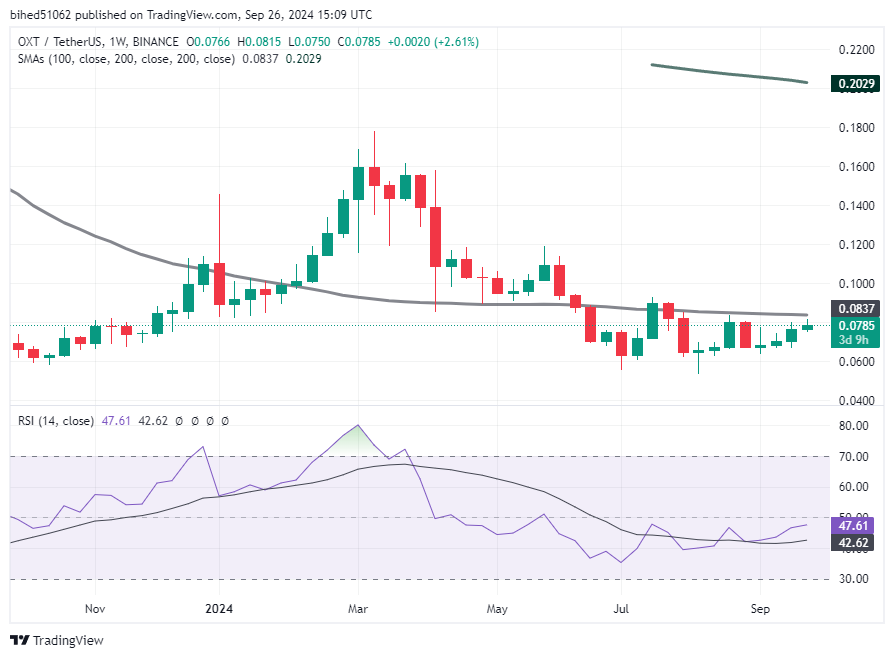 bihed51062 published on TradingView.com, Sep 26, 2024 15:09 UTC
OXT / TetherUS, 1W, BINANCE O0.0766 H0.0815 L0.0750 C0.0785 +0.0020 (+2.61%)
SMAs (100, close, 200, close, 200, close) 0.0837 0.2029
0.2200
0.2029
0.1800
0.1600
0.1400
0.1200
0.1000
0.0837
0.0785
3d 9h
0.0600
0.0400
RSI (14, close) 47.61 42.62 Ø Ø Ø Ø
80.00
70.00
60.00
50.00
47.61
42.62
30.00
Nov 2024 Mar May Jul Sep
TradingView